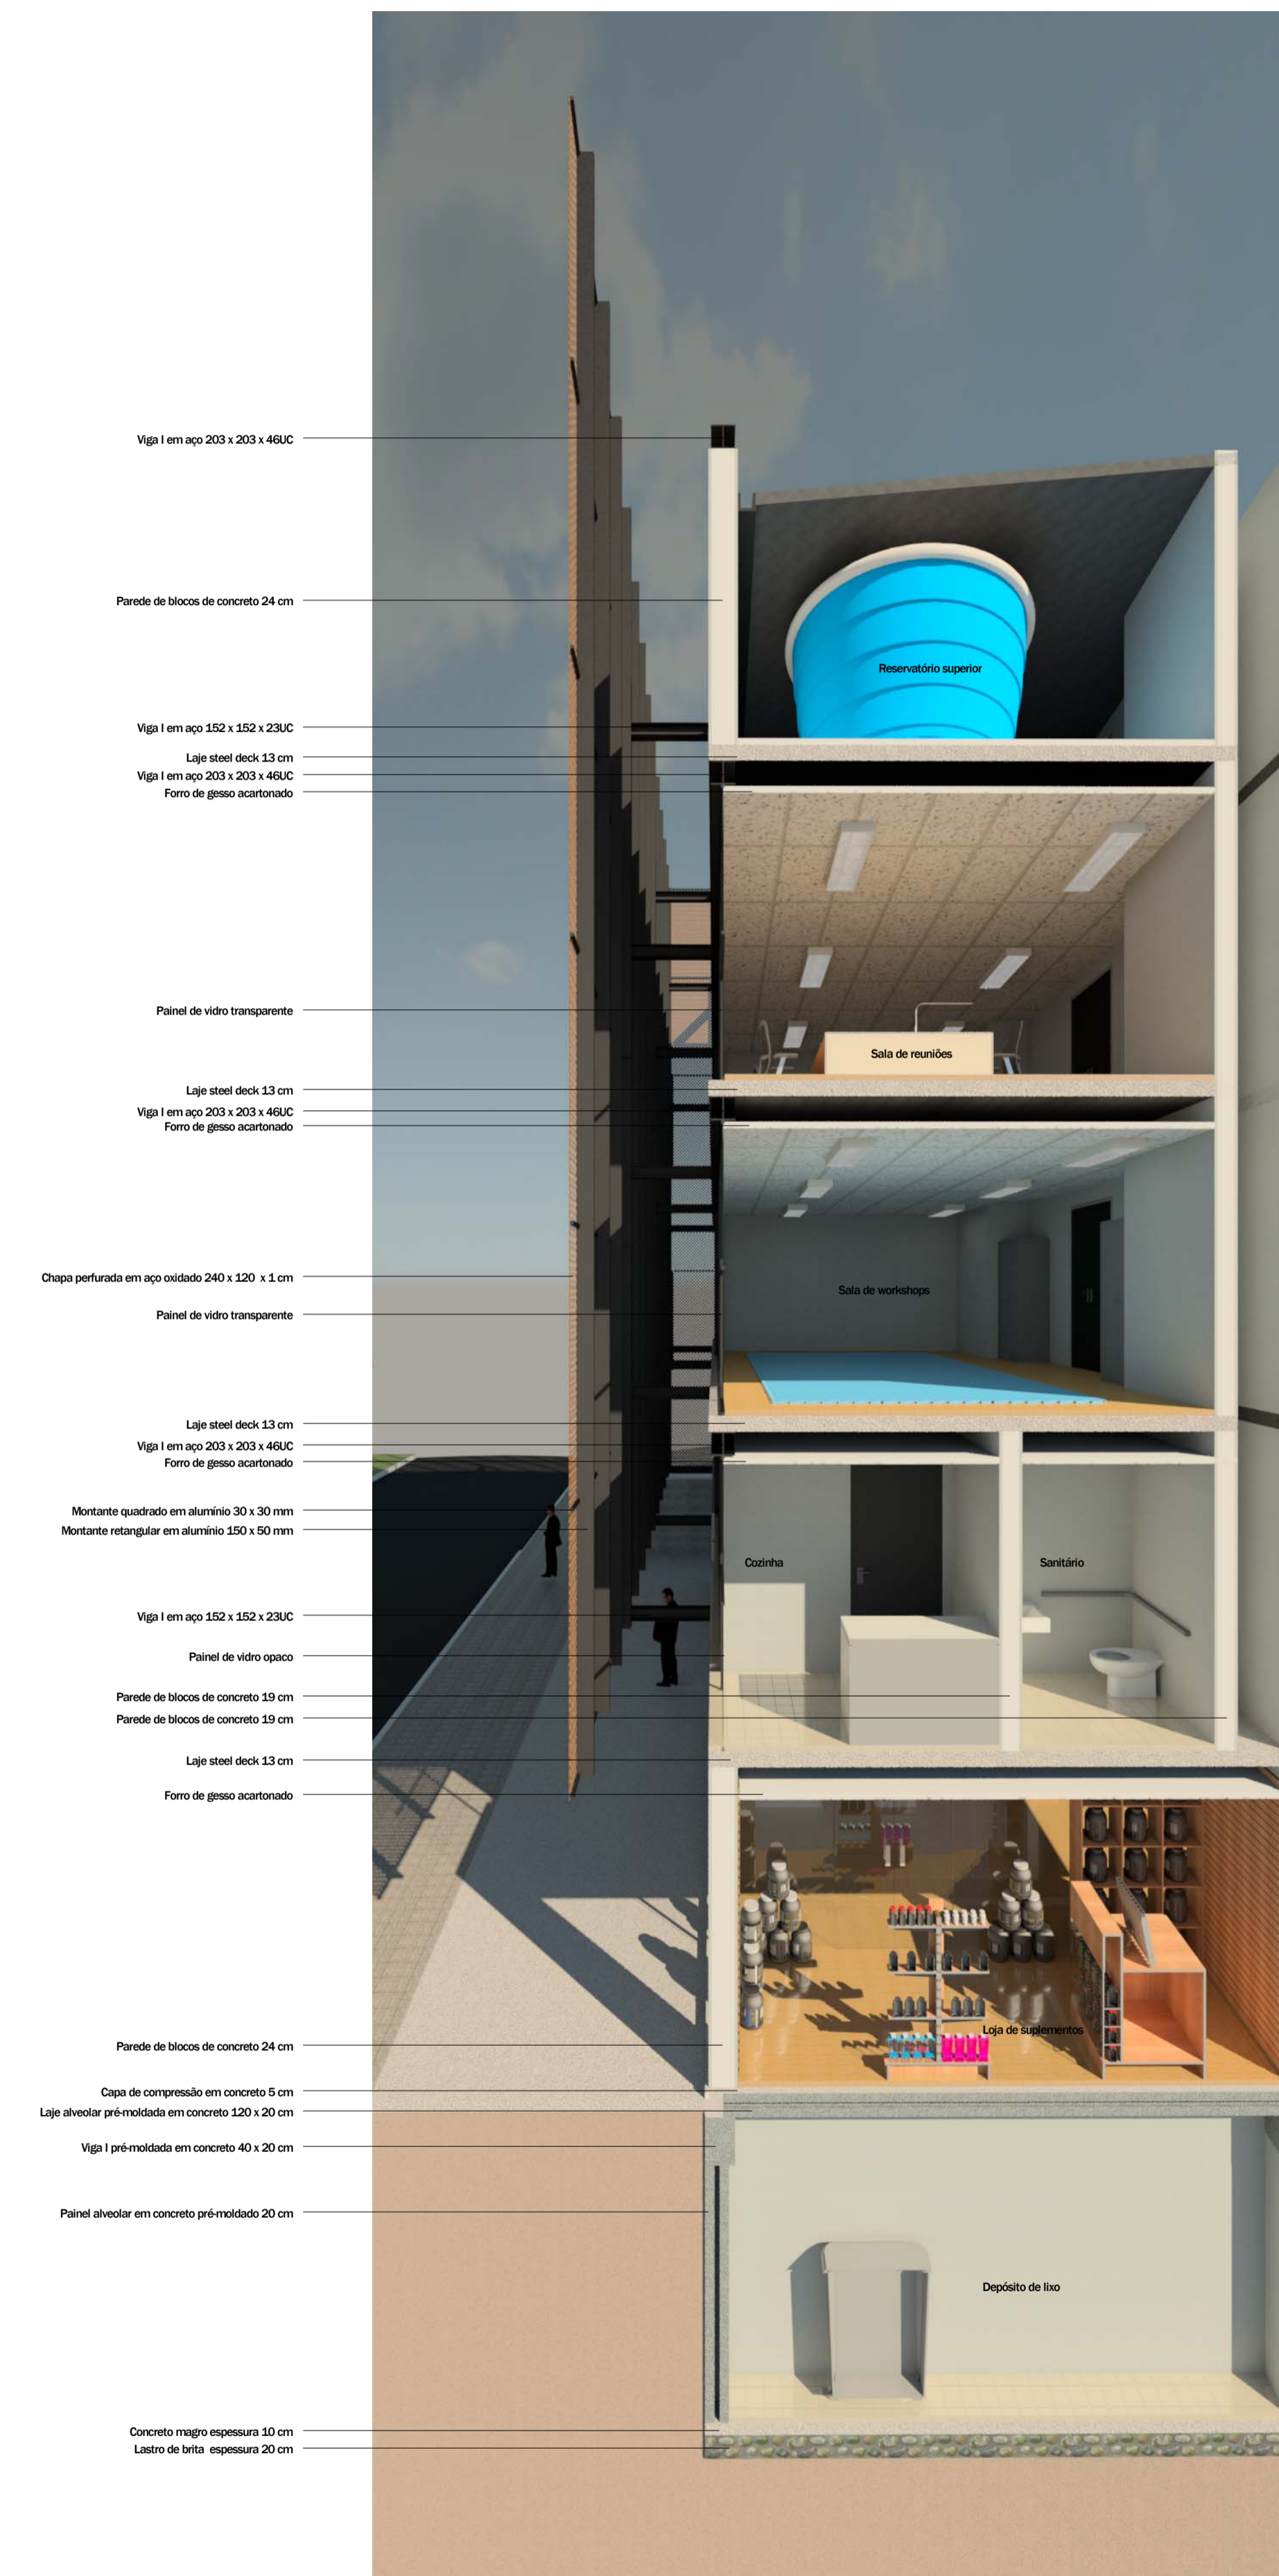 Viga I em aço 203 x 203 x 46UC
Parede de blocos de concreto 24 cm
Reservatório superior
Viga I em aço 152 x 152 x 23UC
Laje steel deck 13 cm
Viga I em aço 203 x 203 x 46UC
Forro de gesso acartonado
Painel de vidro transparente
Sala de reuniões
Laje steel deck 13 cm
Viga I em aço 203 x 203 x 46UC
Forro de gesso acartonado
Chapa perfurada em aço oxidado 240 x 120 x 1 cm
Sala de workshops
Painel de vidro transparente
Laje steel deck 13 cm
Viga I em aço 203 x 203 x 46UC
Forro de gesso acartonado
Montante quadrado em alumínio 30 x 30 mm
Montante retangular em alumínio 150 x 50 mm
Cozinha
Sanitário
Viga I em aço 152 x 152 x 23UC
Painel de vidro opaco
Parede de blocos de concreto 19 cm
Parede de blocos de concreto 19 cm
Laje steel deck 13 cm
Forro de gesso acartonado
Loja de suplementos
Parede de blocos de concreto 24 cm
Capa de compressão em concreto 5 cm
Laje alveolar pré-moldada em concreto 120 x 20 cm
Viga I pré-moldada em concreto 40 x 20 cm
Painel alveolar em concreto pré-moldado 20 cm
Depósito de lixo
Concreto magro espessura 10 cm
Lastro de brita espessura 20 cm